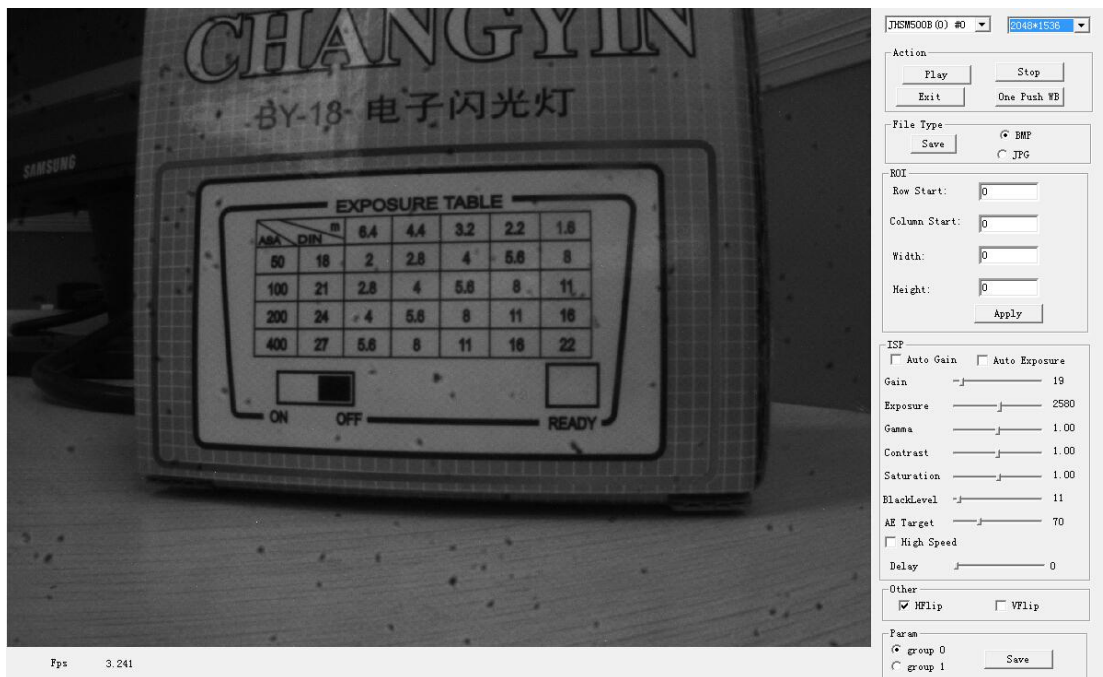 CHANGYIN
BY-18 电子闪光灯
SAMSUNG
EXPOSURE TABLE
ASA DIN m 6.4 4.4 3.2 2.2 1.6
50 18 2 2.8 4 5.6 8
100 21 2.8 4 5.6 8 11
200 24 4 5.6 8 11 16
400 27 5.6 8 11 16 22
ON OFF READY
Fps 3.241
JHSM500B(0) #0 2048*1536
Action
Play Stop
Exit One Push WB
File Type
Save BMP
JPG
ROI
Row Start: 0
Column Start: 0
Width: 0
Height: 0
Apply
ISP
Auto Gain Auto Exposure
Gain 19
Exposure 2580
Gamma 1.00
Contrast 1.00
Saturation 1.00
BlackLevel 11
AE Target 70
High Speed
Delay 0
Other
HFlip VFlip
Param
group 0
group 1
Save